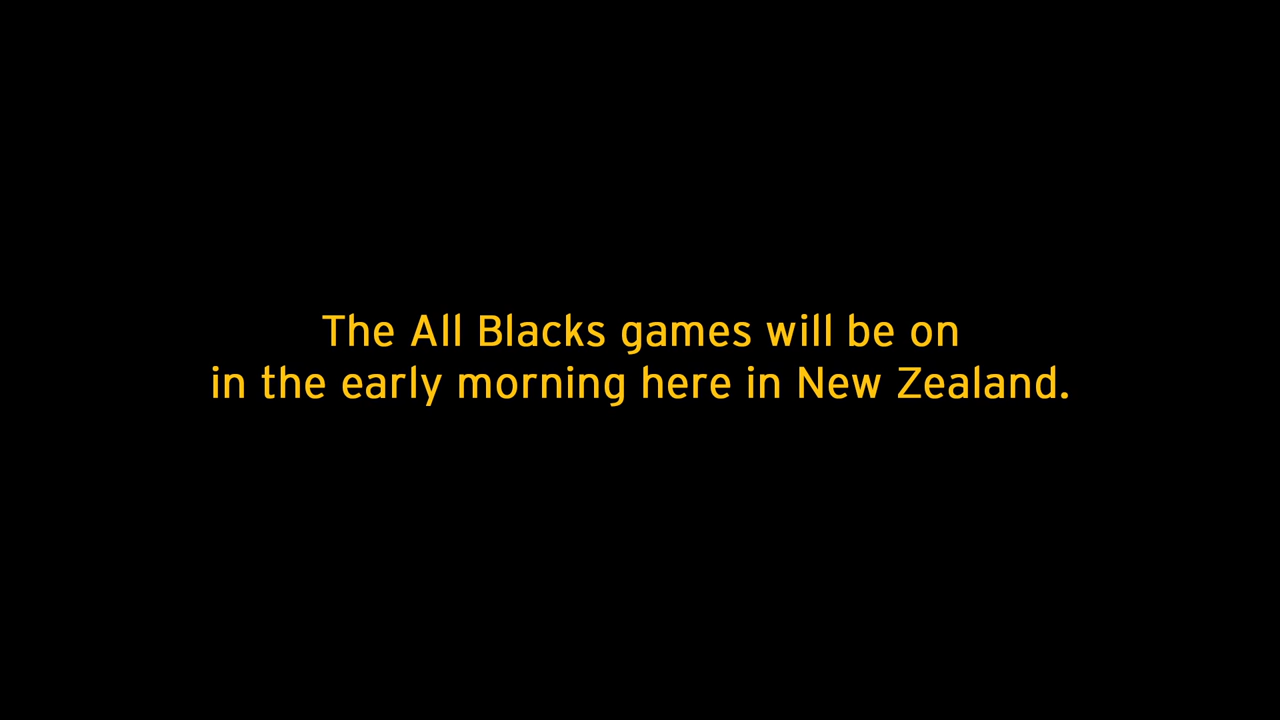 The All Blacks games will be on
in the early morning here in New Zealand.